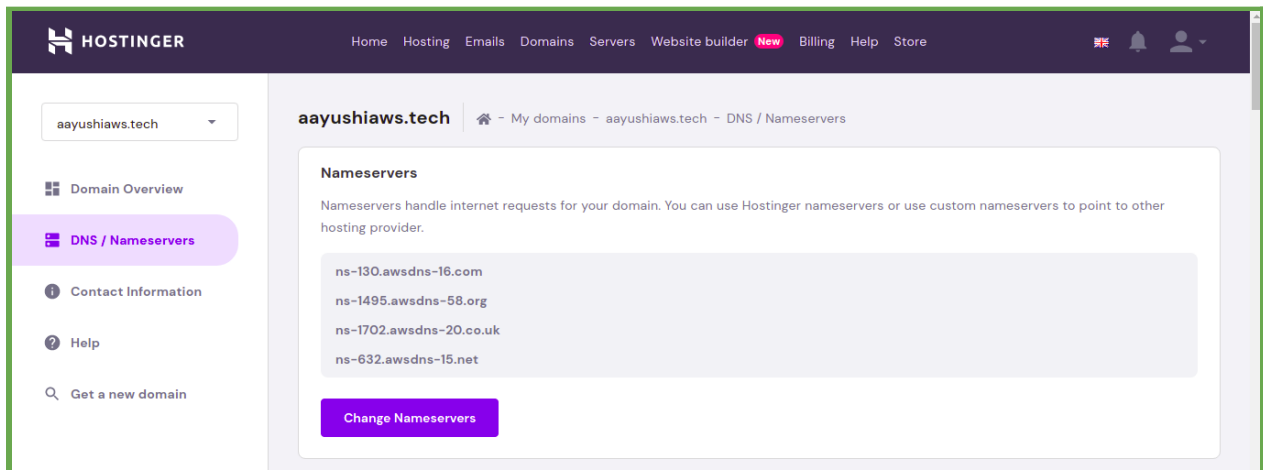 HOSTINGER
Home Hosting Emails Domains Servers Website builder New Billing Help Store
aayushiaws.tech
Domain Overview
DNS / Nameservers
Contact Information
Help
Get a new domain
aayushiaws.tech - My domains - aayushiaws.tech - DNS / Nameservers
Nameservers
Nameservers handle internet requests for your domain. You can use Hostinger nameservers or use custom nameservers to point to other
hosting provider.
ns-130.awsdns-16.com
ns-1495.awsdns-58.org
ns-1702.awsdns-20.co.uk
ns-632.awsdns-15.net
Change Nameservers